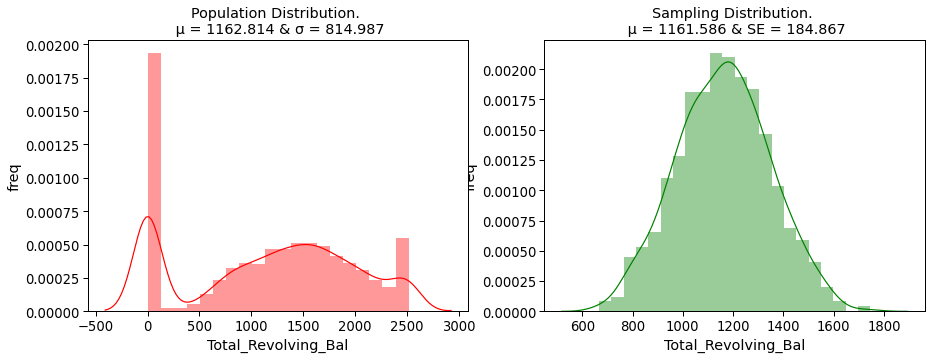 Population Distribution.
μ = 1162.814 & σ = 814.987
0.00200
0.00175
0.00150
0.00125
0.00100
0.00075
0.00050
0.00025
0.00000
freq
−500 0 500 1000 1500 2000 2500 3000
Total_Revolving_Bal
Sampling Distribution.
μ = 1161.586 & SE = 184.867
0.00200
0.00175
0.00150
0.00125
0.00100
0.00075
0.00050
0.00025
0.00000
freq
600 800 1000 1200 1400 1600 1800
Total_Revolving_Bal